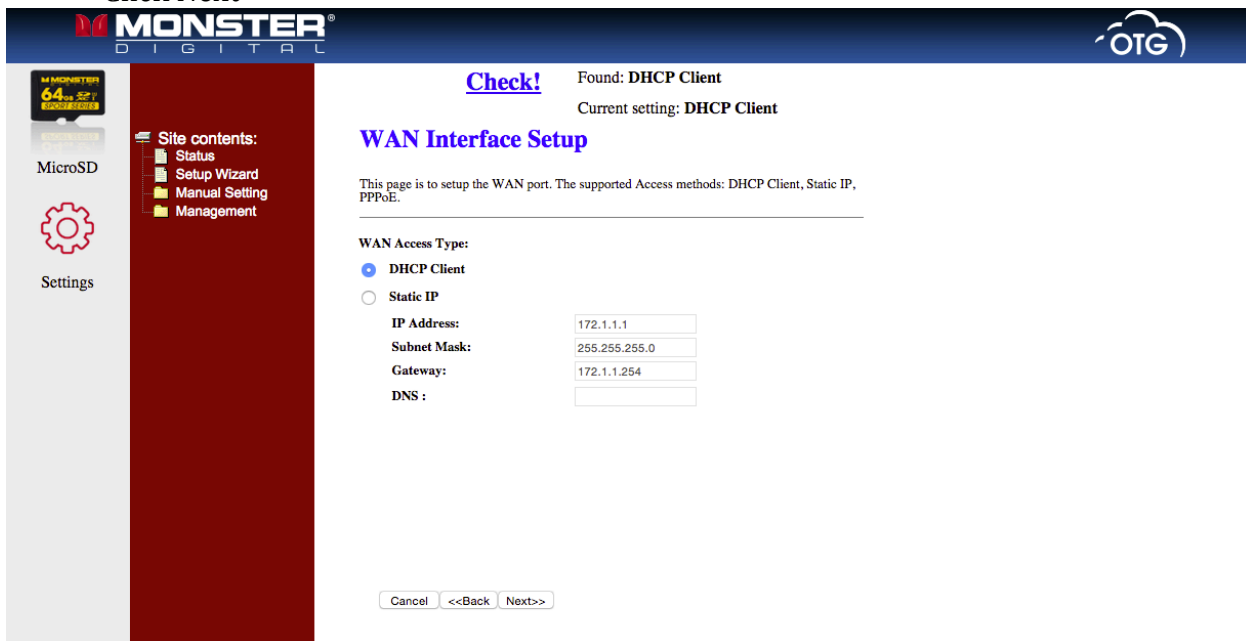 MONSTER®
DIGITAL
OTG
M MONSTER
DIGITAL
64GB
SPORT SERIES
MicroSD
Settings
Site contents:
Status
Setup Wizard
Manual Setting
Management
Check!
Found: DHCP Client
Current setting: DHCP Client
WAN Interface Setup
This page is to setup the WAN port. The supported Access methods: DHCP Client, Static IP,
PPPoE.
WAN Access Type:
DHCP Client
Static IP
IP Address: 172.1.1.1
Subnet Mask: 255.255.255.0
Gateway: 172.1.1.254
DNS :
Cancel <<Back Next>>